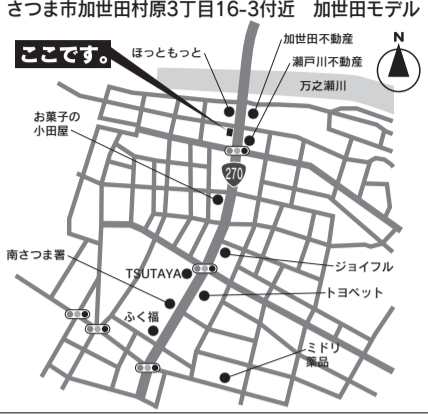 さつま市加世田村原3丁目16-3付近　加世田モデル
ここです。
ほっともっと
加世田不動産
瀬戸川不動産
N
万之瀬川
お菓子の
小田屋
270
南さつま署
TSUTAYA
ジョイフル
トヨペット
ふく福
ミドリ
薬品